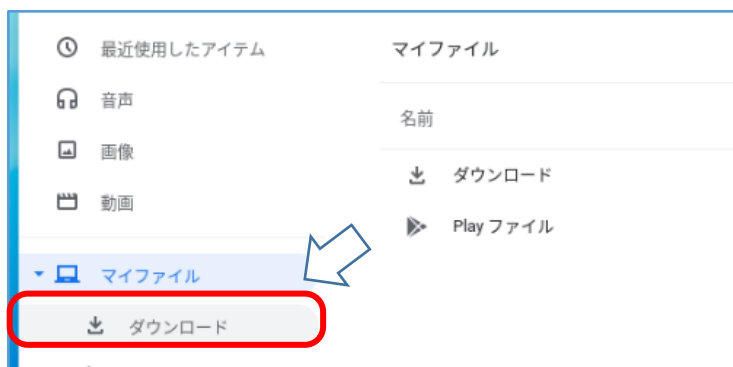 最近使用したアイテム
音声
画像
動画
マイファイル
ダウンロード
マイファイル
名前
ダウンロード
Play ファイル